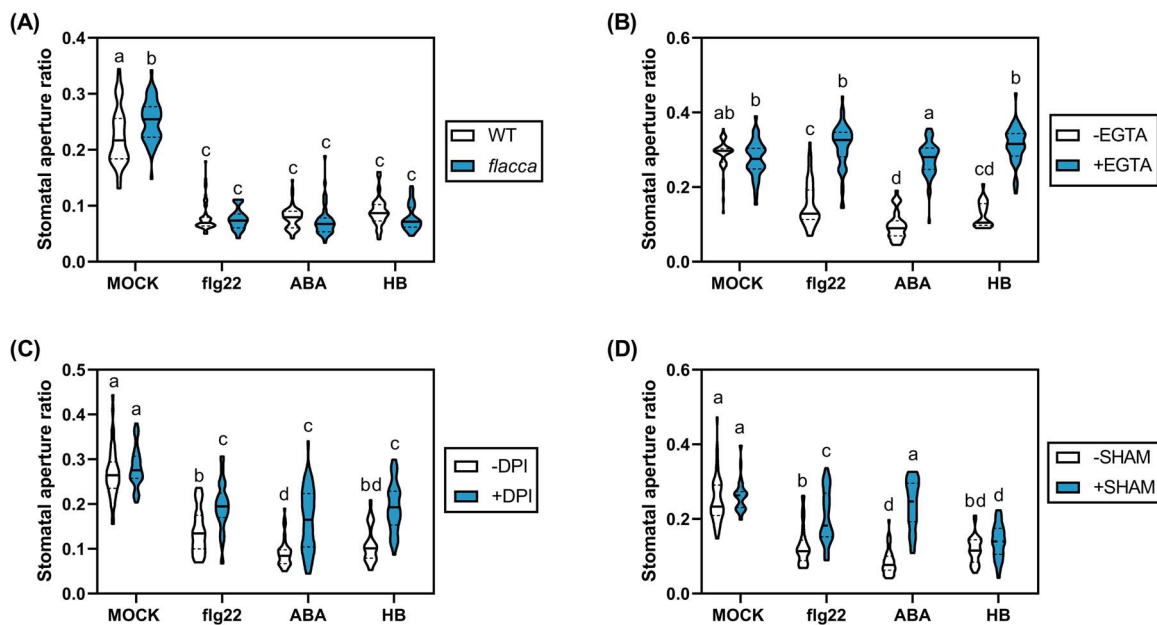 (A)
Stomatal aperture ratio
0.4
0.3
0.2
0.1
0.0
a
b
c
c
c
c
c
c
MOCK
flg22
ABA
HB
WT
flacca
(B)
Stomatal aperture ratio
0.6
0.4
0.2
0.0
ab
b
c
b
d
a
cd
b
MOCK
flg22
ABA
HB
-EGTA
+EGTA
(C)
Stomatal aperture ratio
0.5
0.4
0.3
0.2
0.1
0.0
a
a
b
c
d
c
bd
c
MOCK
flg22
ABA
HB
-DPI
+DPI
(D)
Stomatal aperture ratio
0.6
0.4
0.2
0.0
a
a
b
c
d
a
bd
d
MOCK
flg22
ABA
HB
-SHAM
+SHAM